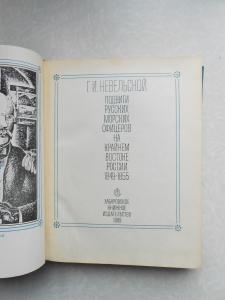 Г. И. НЕВЕЛЬСКОЙ
ПОДВИГИ
РУССКИХ
МОРСКИХ
ОФИЦЕРОВ
НА
КРАЙНЕМ
ВОСТОКЕ
РОССИИ
1849-1855
ХАБАРОВСКОЕ
КНИЖНОЕ
ИЗДАТЕЛЬСТВО